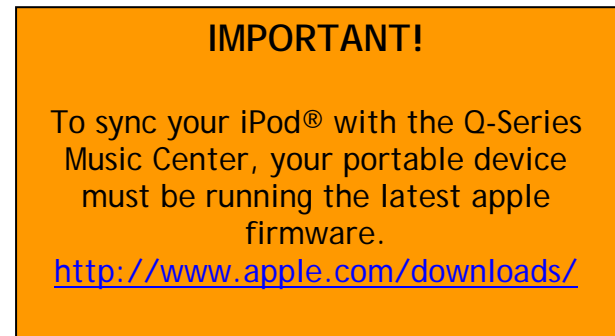 IMPORTANT!
To sync your iPod® with the Q-Series
Music Center, your portable device
must be running the latest apple
firmware.
http://www.apple.com/downloads/